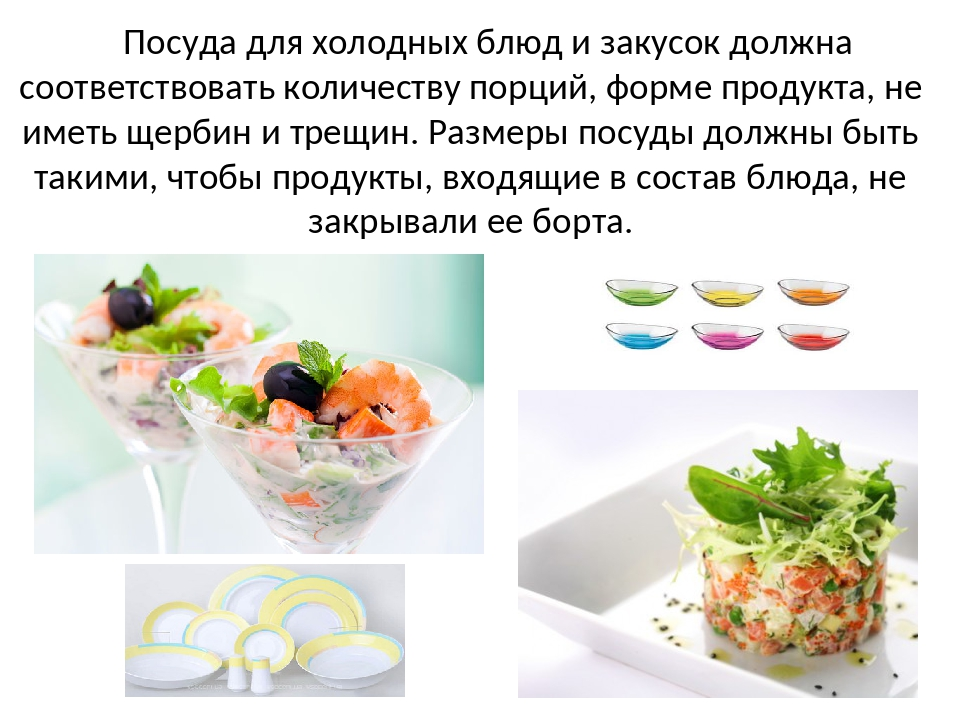 Посуда для холодных блюд и закусок должна
соответствовать количеству порций, форме продукта, не
иметь щербин и трещин. Размеры посуды должны быть
такими, чтобы продукты, входящие в состав блюда, не
закрывали ее борта.